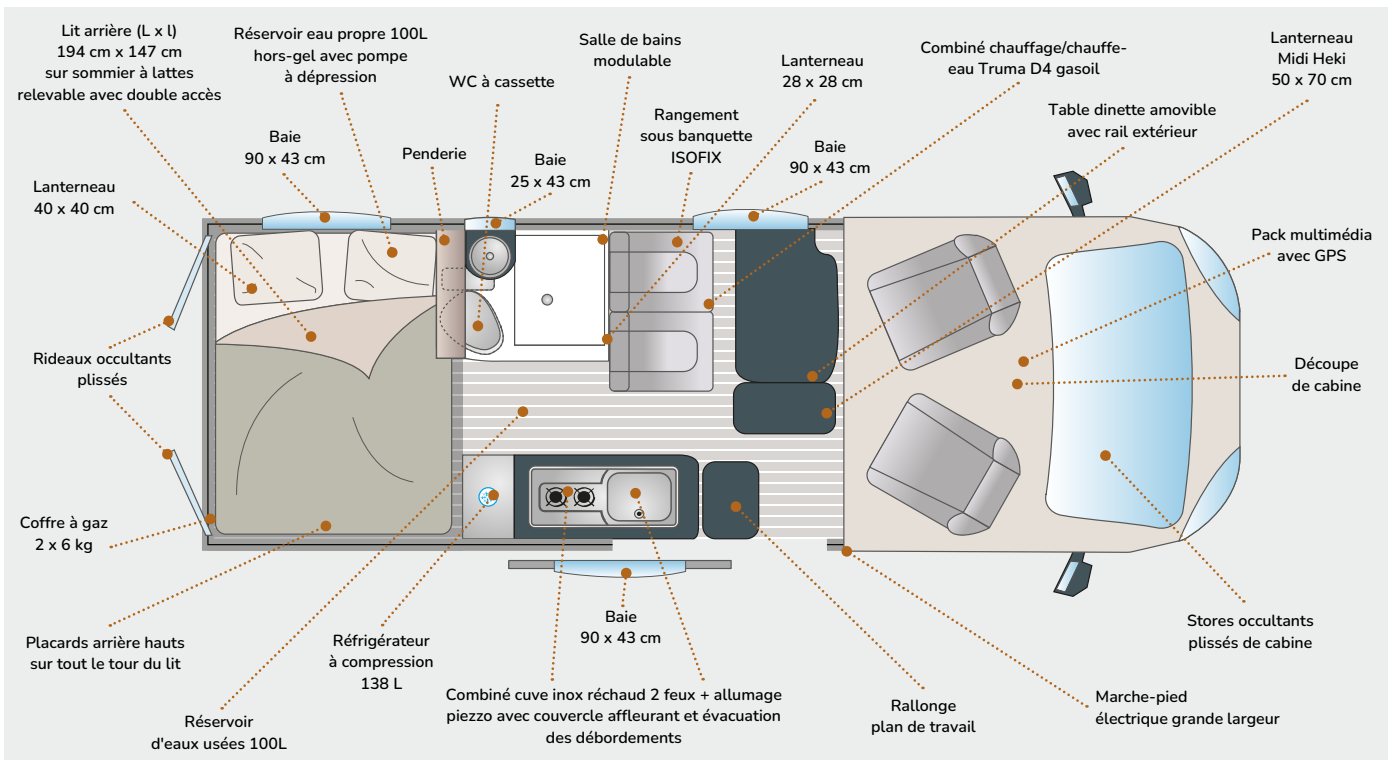 Lit arrière (L x l)
194 cm x 147 cm
sur sommier à lattes
relevable avec double accès
Réservoir eau propre 100L
hors-gel avec pompe
à dépression
WC à cassette
Salle de bains
modulable
Lanterneau
28 x 28 cm
Combiné chauffage/chauffe-
eau Truma D4 gasoil
Lanterneau
Midi Heki
50 x 70 cm
Baie
90 x 43 cm
Penderie
Baie
25 x 43 cm
Rangement
sous banquette
ISOFIX
Baie
90 x 43 cm
Table dinette amovible
avec rail extérieur
Lanterneau
40 x 40 cm
Pack multimédia
avec GPS
Rideaux occultants
plissés
Découpe
de cabine
Coffre à gaz
2 x 6 kg
Placards arrière hauts
sur tout le tour du lit
Réservoir
d'eaux usées 100L
Réfrigérateur
à compression
138 L
Baie
90 x 43 cm
Combiné cuve inox réchaud 2 feux + allumage
piezzo avec couvercle affleurant et évacuation
des débordements
Rallonge
plan de travail
Marche-pied
électrique grande largeur
Stores occultants
plissés de cabine